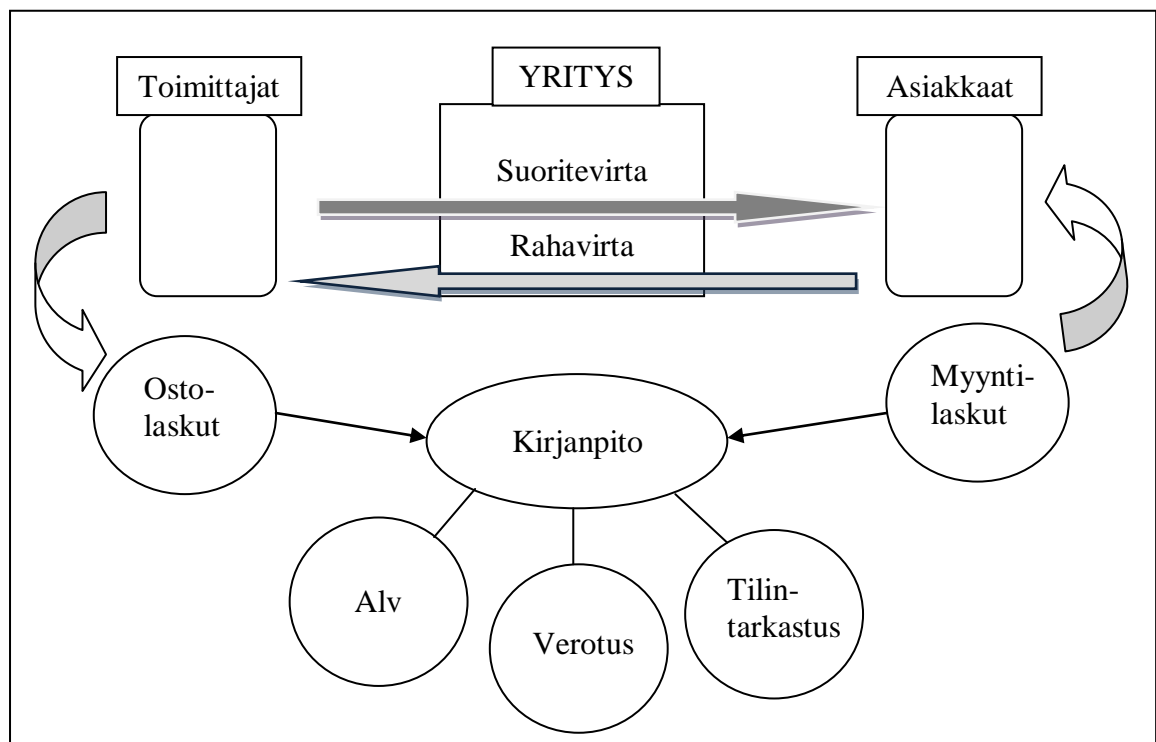 Toimittajat
YRITYS
Asiakkaat
Suoritevirta
Rahavirta
Osto-
laskut
Kirjanpito
Myynti-
laskut
Alv
Verotus
Tilin-
tarkastus